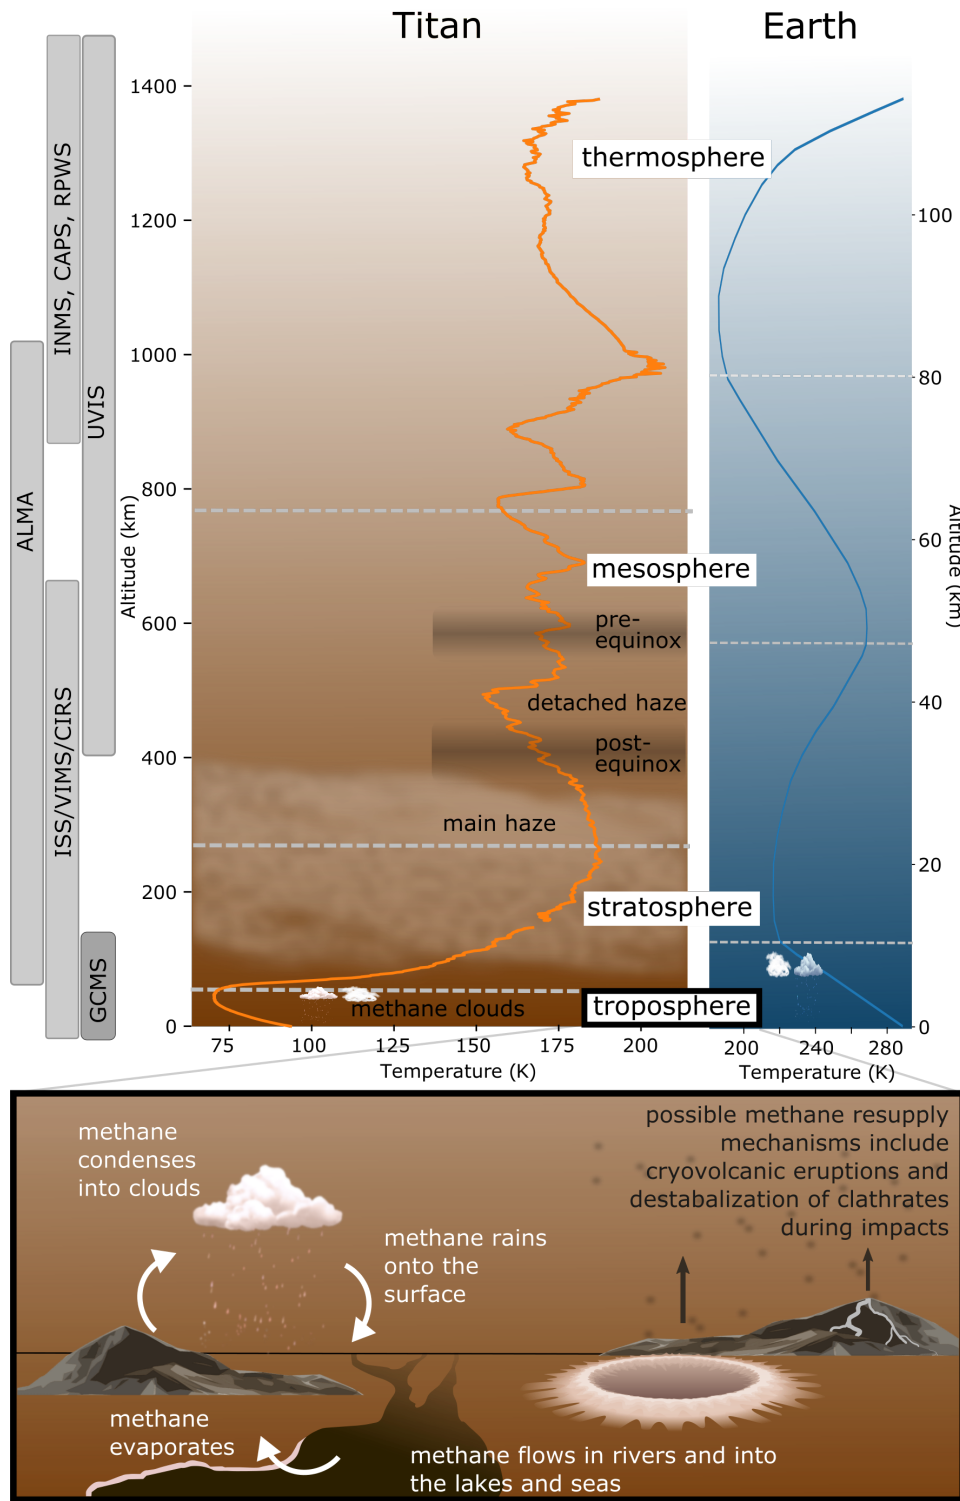 Titan
Earth
INMS, CAPS, RPWS
UVIS
ALMA
ISS/VIMS/CIRS
GCMS
Altitude (km)
1400
1200
1000
800
600
400
200
0
thermosphere
mesosphere
pre-
equinox
detached haze
post-
equinox
main haze
stratosphere
methane clouds
troposphere
75
100
125
150
175
200
Temperature (K)
100
80
60
40
20
0
Altitude (km)
200
240
280
Temperature (K)
methane
condenses
into clouds
methane rains
onto the
surface
possible methane resupply
mechanisms include
cryovolcanic eruptions and
destabalization of clathrates
during impacts
methane
evaporates
methane flows in rivers and into
the lakes and seas